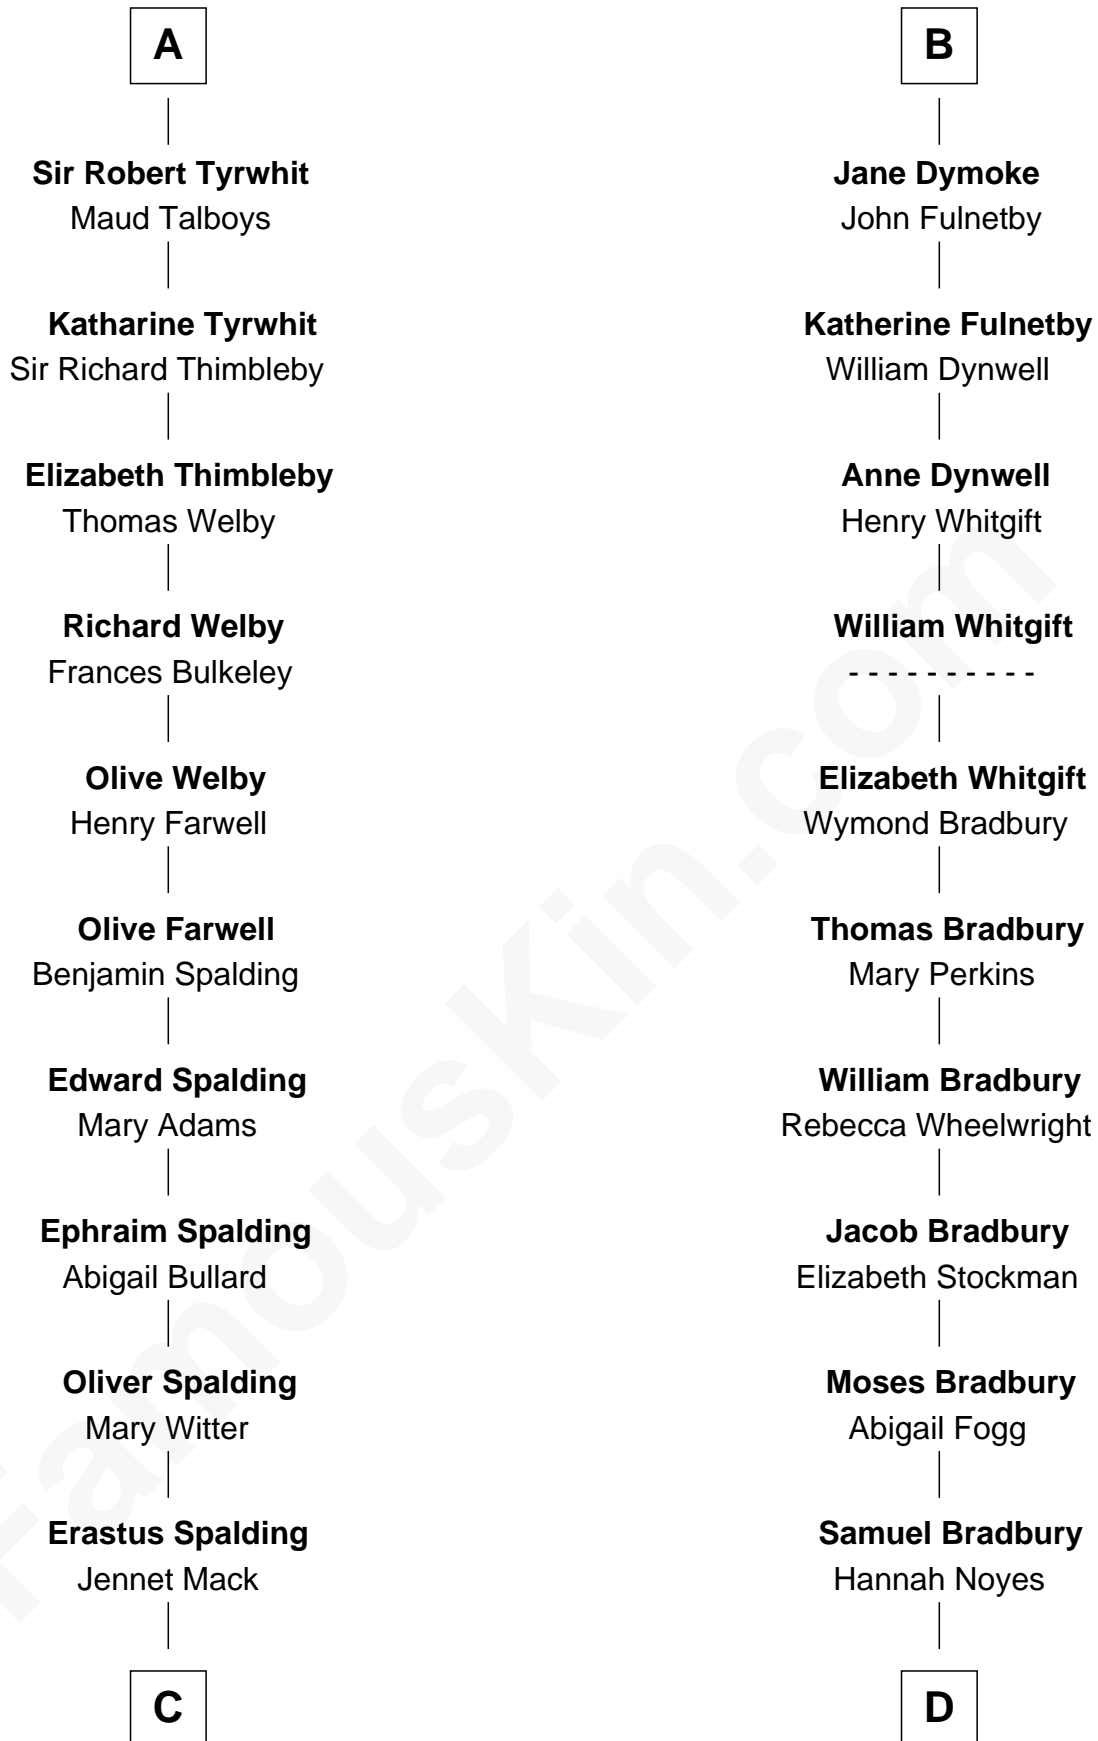 A
Sir Robert Tyrwhit
Maud Talboys
Katharine Tyrwhit
Sir Richard Thimbleby
Elizabeth Thimbleby
Thomas Welby
Richard Welby
Frances Bulkeley
Olive Welby
Henry Farwell
Olive Farwell
Benjamin Spalding
Edward Spalding
Mary Adams
Ephraim Spalding
Abigail Bullard
Oliver Spalding
Mary Witter
Erastus Spalding
Jennet Mack
C
B
Jane Dymoke
John Fulnetby
Katherine Fulnetby
William Dynwell
Anne Dynwell
Henry Whitgift
William Whitgift
- - - - - - - - - -
Elizabeth Whitgift
Wymond Bradbury
Thomas Bradbury
Mary Perkins
William Bradbury
Rebecca Wheelwright
Jacob Bradbury
Elizabeth Stockman
Moses Bradbury
Abigail Fogg
Samuel Bradbury
Hannah Noyes
D
FamousKin.com